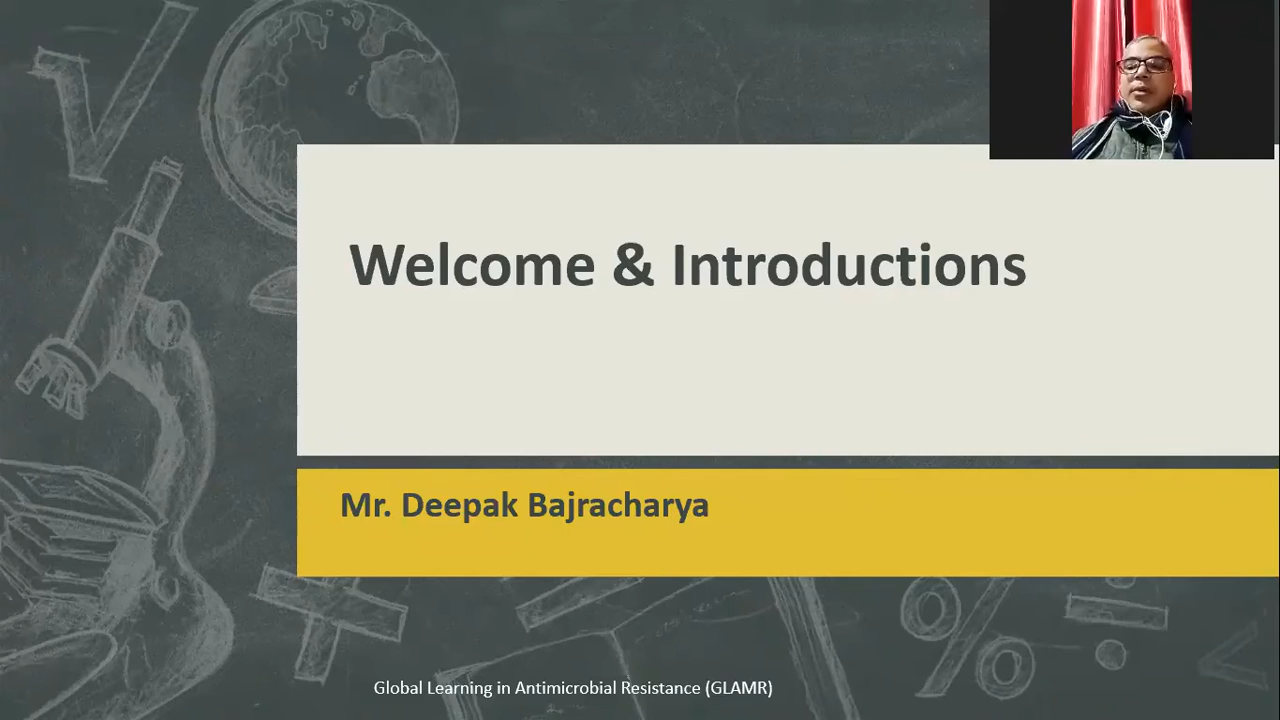 Welcome & Introductions
Mr. Deepak Bajracharya
Global Learning in Antimicrobial Resistance (GLAMR)